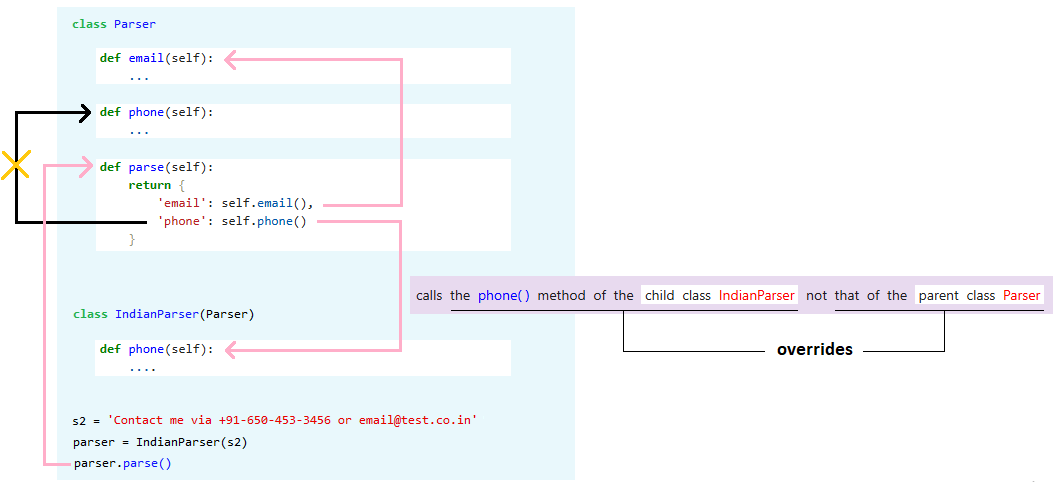 class Parser
def email(self):
...
def phone(self):
...
def parse(self):
return {
'email': self.email(),
'phone': self.phone()
}
calls the phone() method of the child class IndianParser not that of the parent class Parser
class IndianParser(Parser)
overrides
def phone(self):
....
s2 = 'Contact me via +91-650-453-3456 or email@test.co.in'
parser = IndianParser(s2)
parser.parse()